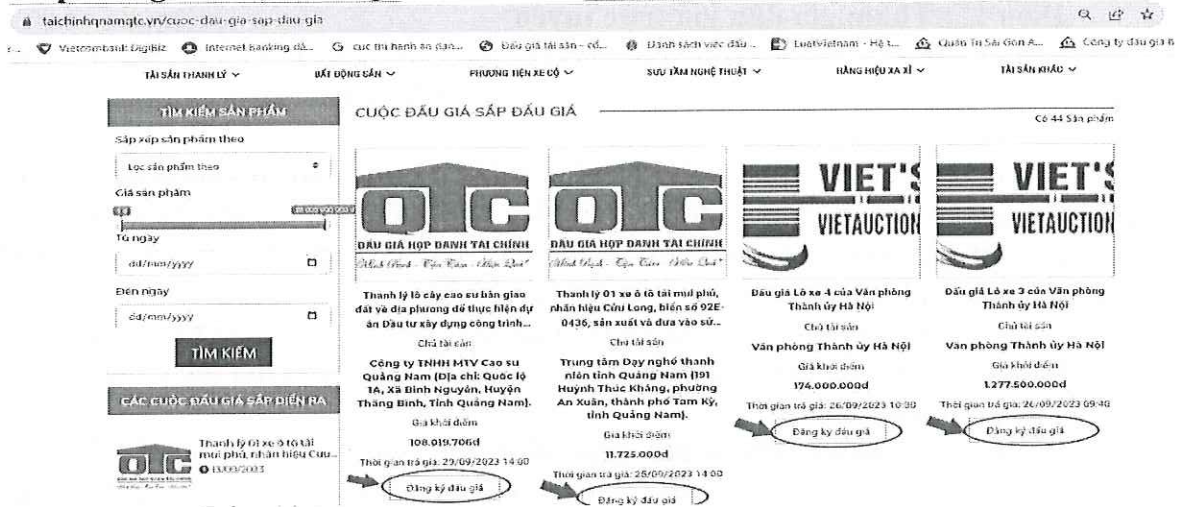 taichinhqnamqtc.vn/cuoc-dau-gia-sap-dau-gia
Vietcombank DigiBiz
Internet Banking dà...
cục thi hành án dân...
Đấu giá tài sản - cổ...
Danh sách việc đấu...
LuatVietnam - Hệ t...
Quán Tri Sài Gòn A...
Công ty đấu giá h
TÀI SẢN THANH LÝ
BẤT ĐỘNG SẢN
PHƯƠNG TIỆN XE CỘ
SƯU TẦM NGHỆ THUẬT
HÀNG HIỆU XA XỈ
TÀI SẢN KHÁC
TÌM KIẾM SẢN PHẨM
Sắp xếp sản phẩm theo
Lọc sản phẩm theo
Giá sản phẩm
Từ ngày
dd/mm/yyyy
Đến ngày
dd/mm/yyyy
TÌM KIẾM
CÁC CUỘC ĐẤU GIÁ SẮP DIỄN RA
Thanh lý 01 xe ô tô tải
mui phủ, nhãn hiệu Cuu...
13/09/2023
CUỘC ĐẤU GIÁ SẮP ĐẤU GIÁ
Có 44 Sản phẩm
QTC
ĐẤU GIÁ HỢP DANH TÀI CHÍNH
Thanh lý lô cây cao su bàn giao
đất về địa phương để thực hiện dự
án Đầu tư xây dựng công trình...
Chủ tài sản
Công ty TNHH MTV Cao su
Quảng Nam (Địa chỉ: Quốc lộ
1A, Xã Bình Nguyên, Huyện
Thăng Bình, Tỉnh Quảng Nam).
Giá khởi điểm
108.019.706đ
Thời gian trả giá: 29/09/2023 14:00
Đăng ký đấu giá
QTC
ĐẤU GIÁ HỢP DANH TÀI CHÍNH
Thanh lý 01 xe ô tô tải mui phủ,
nhãn hiệu Cửu Long, biển số 92E-
0436, sản xuất và đưa vào sử...
Chủ tài sản
Trung tâm Dạy nghề thanh
niên tỉnh Quảng Nam (191
Huỳnh Thúc Kháng, phường
An Xuân, thành phố Tam Kỳ,
tỉnh Quảng Nam).
Giá khởi điểm
11.725.000đ
Thời gian trả giá: 28/09/2023 14:00
Đăng ký đấu giá
VIET'S
VIETAUCTION
Đấu giá Lô xe 4 của Văn phòng
Thành ủy Hà Nội
Chủ tài sản
Văn phòng Thành ủy Hà Nội
Giá khởi điểm
174.000.000đ
Thời gian trả giá: 26/09/2023 10:30
Đăng ký đấu giá
VIET'S
VIETAUCTION
Đấu giá Lô xe 3 của Văn phòng
Thành ủy Hà Nội
Chủ tài sản
Văn phòng Thành ủy Hà Nội
Giá khởi điểm
1.277.500.000đ
Thời gian trả giá: 26/09/2023 09:40
Đăng ký đấu giá